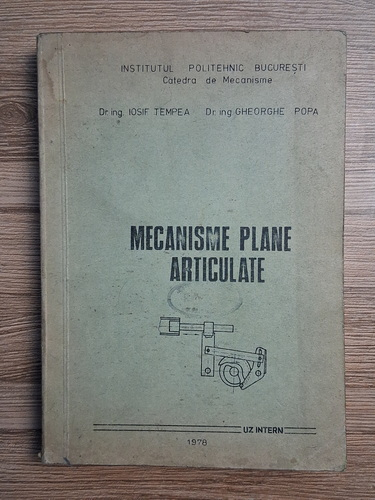 INSTITUTUL POLITEHNIC BUCUREȘTI
Catedra de Mecanisme
Dr. ing. IOSIF TEMPEA Dr. ing GHEORGHE POPA
MECANISME PLANE
ARTICULATE
UZ INTERN
1978